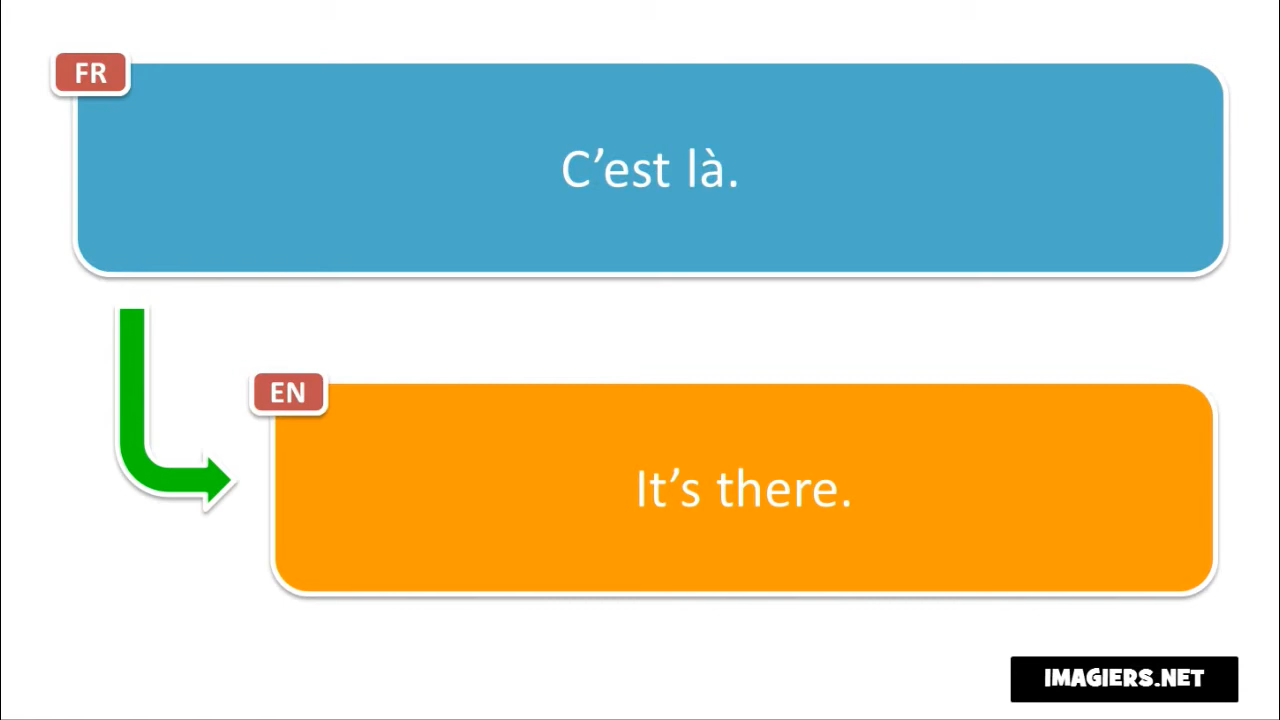 FR
C’est là.
EN
It’s there.
IMAGIERS.NET